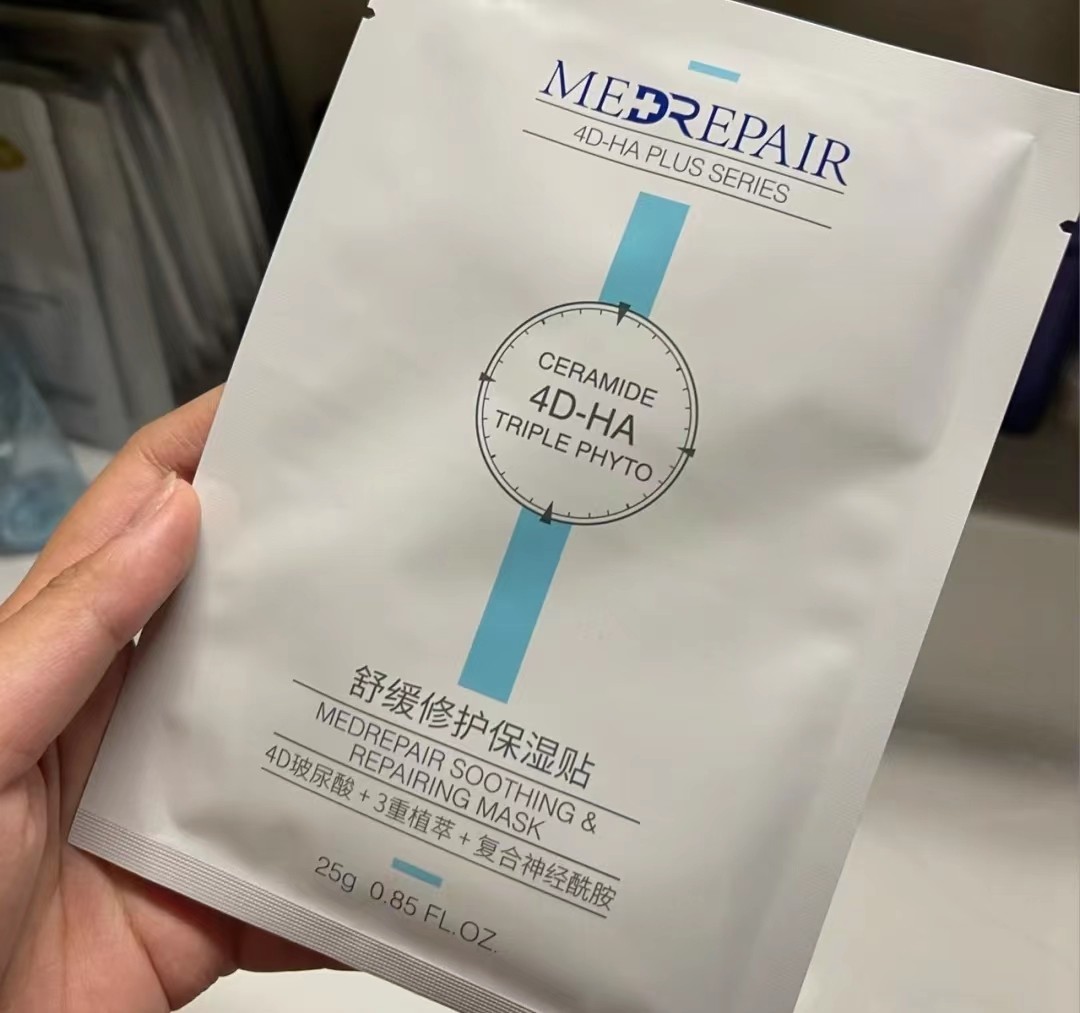 MEDREPAIR
4D-HA PLUS SERIES
CERAMIDE
4D-HA
TRIPLE PHYTO
舒缓修护保湿贴
MEDREPAIR SOOTHING &
REPAIRING MASK
4D玻尿酸 + 3重植萃 + 复合神经酰胺
25g 0.85 FL.OZ.